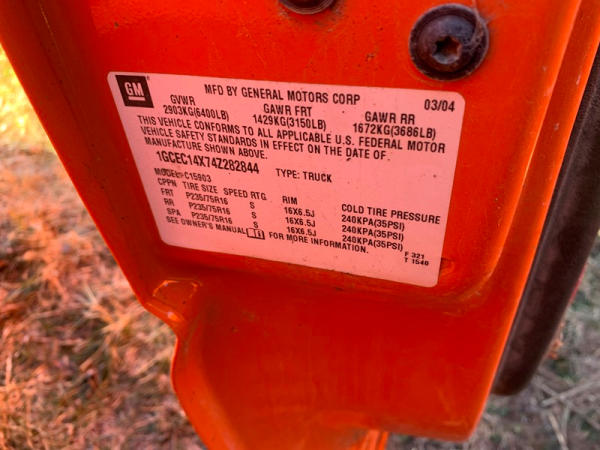 GM
MFD BY GENERAL MOTORS CORP 03/04
GVWR GAWR FRT GAWR RR
2903KG(6400LB) 1429KG(3150LB) 1672KG(3686LB)
THIS VEHICLE CONFORMS TO ALL APPLICABLE U.S. FEDERAL MOTOR
VEHICLE SAFETY STANDARDS IN EFFECT ON THE DATE OF
MANUFACTURE SHOWN ABOVE.
1GCEC14X74Z282844 TYPE: TRUCK
MODEL: C15903
CPPN TIRE SIZE SPEED RTG RIM COLD TIRE PRESSURE
FRT P235/75R16 S 16X6.5J 240KPA(35PSI)
RR P235/75R16 S 16X6.5J 240KPA(35PSI)
SPA P235/75R16 S 16X6.5J 240KPA(35PSI)
SEE OWNER'S MANUAL FOR MORE INFORMATION.
F 321
T 1540